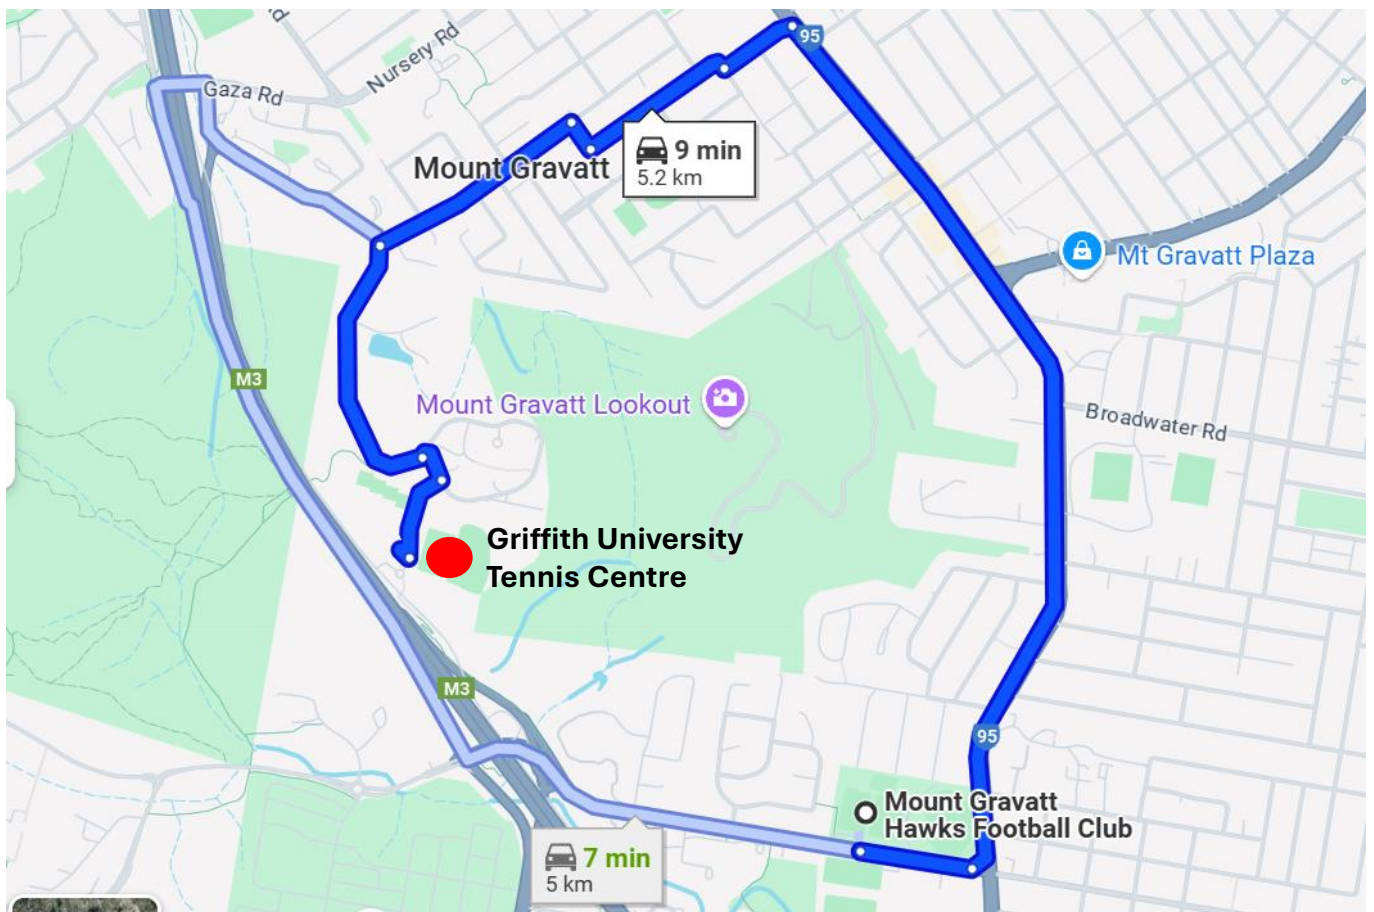 95
Nursery Rd
Gaza Rd
9 min
5.2 km
Mount Gravatt
Mt Gravatt Plaza
M3
Mount Gravatt Lookout
Broadwater Rd
Griffith University
Tennis Centre
M3
95
Mount Gravatt
Hawks Football Club
7 min
5 km